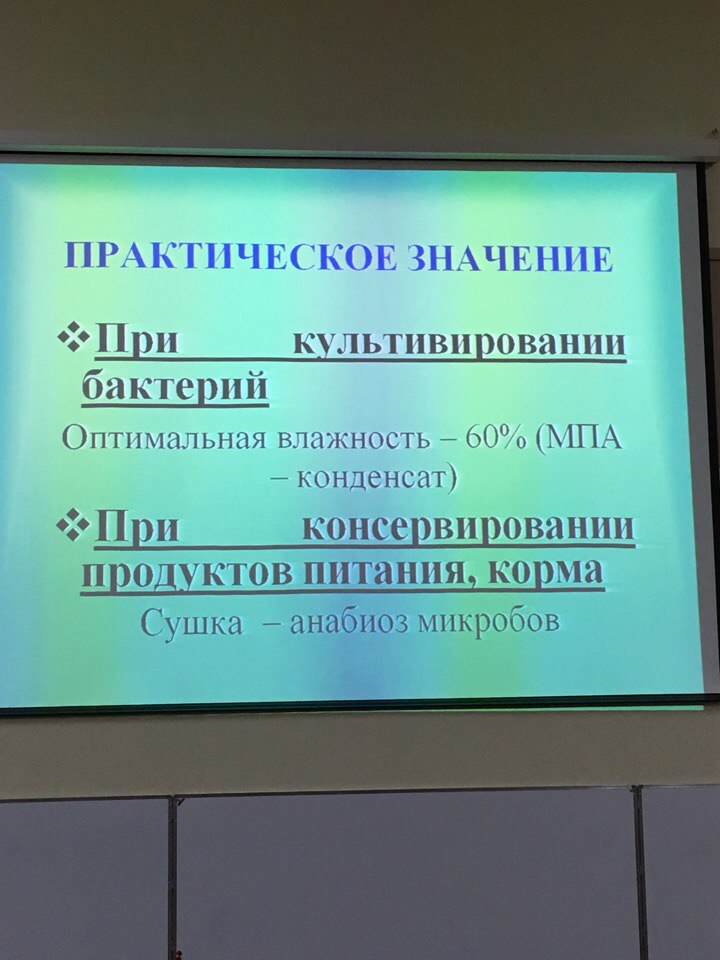 ПРАКТИЧЕСКОЕ ЗНАЧЕНИЕ
❖При культивировании
бактерий
Оптимальная влажность – 60% (МПА
– конденсат)
❖При консервировании
продуктов питания, корма
Сушка – анабиоз микробов